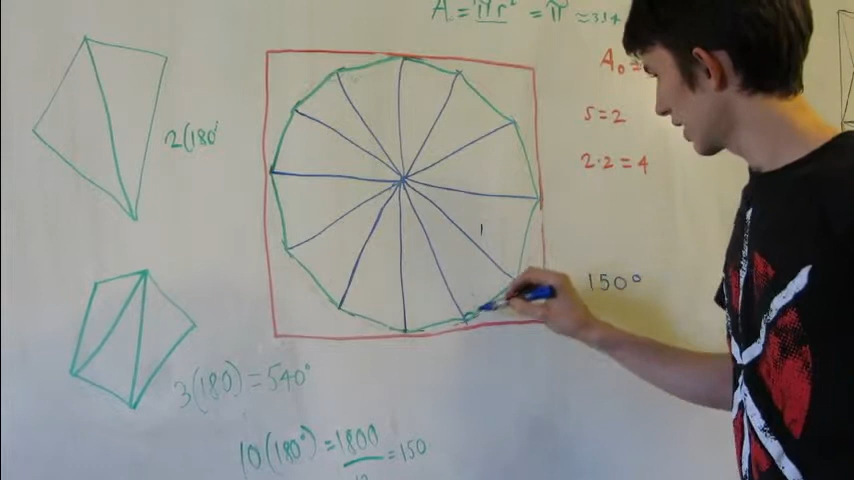 A = πr² = π ≈ 3.14
A₀ =
s = 2
2(180°
2·2 = 4
1
150°
3(180) = 540°
10(180°) = 1800 = 150
12